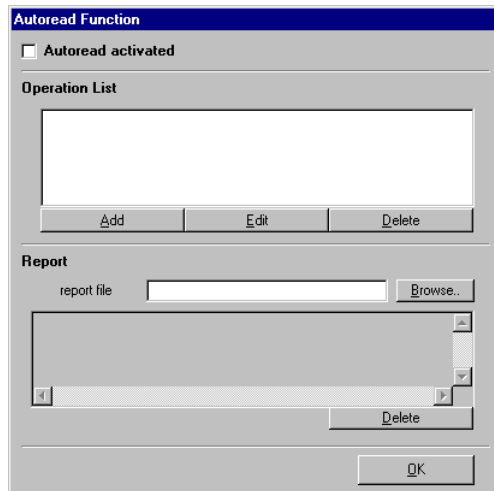 Autoread Function
Autoread activated
Operation List
Add Edit Delete
Report
report file Browse..
Delete
OK